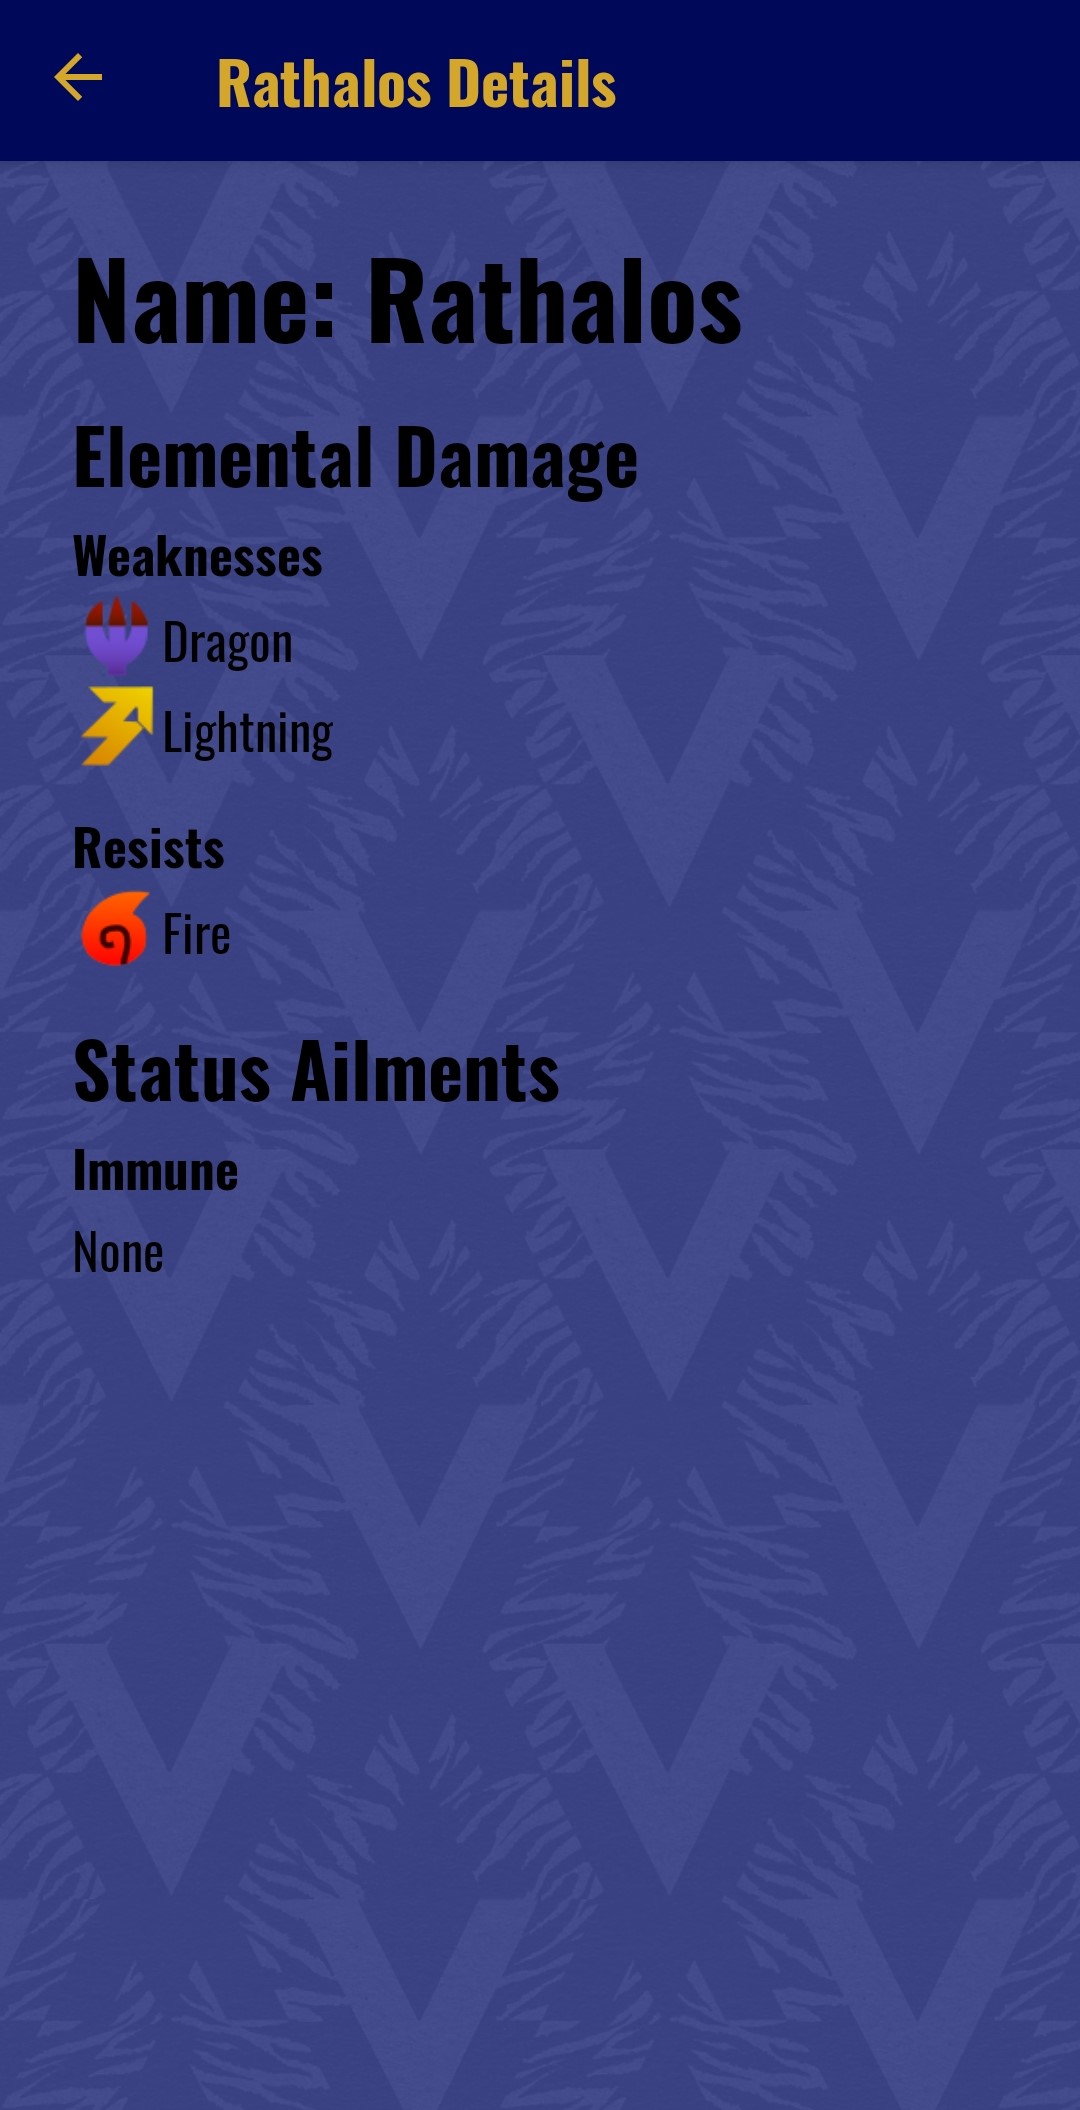 Rathalos Details
Name: Rathalos
Elemental Damage
Weaknesses
Dragon
Lightning
Resists
Fire
Status Ailments
Immune
None